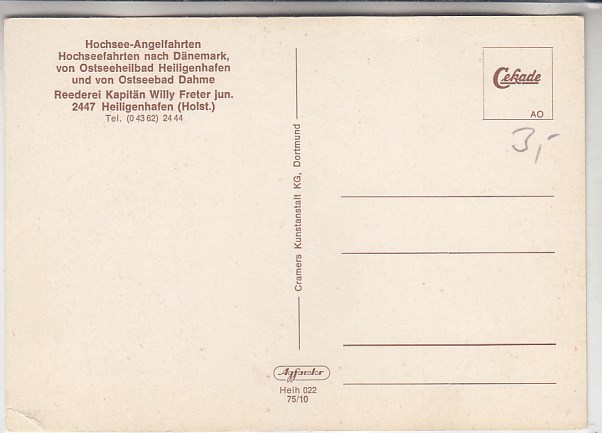 Hochsee-Angelfahrten
Hochseefahrten nach Dänemark,
von Ostseeheilbad Heiligenhafen
und von Ostseebad Dahme
Reederei Kapitän Willy Freter jun.
2447 Heiligenhafen (Holst.)
Tel. (0 43 62) 24 44
Cramers Kunstanstalt KG, Dortmund
Cekade
AO
3,-
Agfacolor
Heih 022
75/10